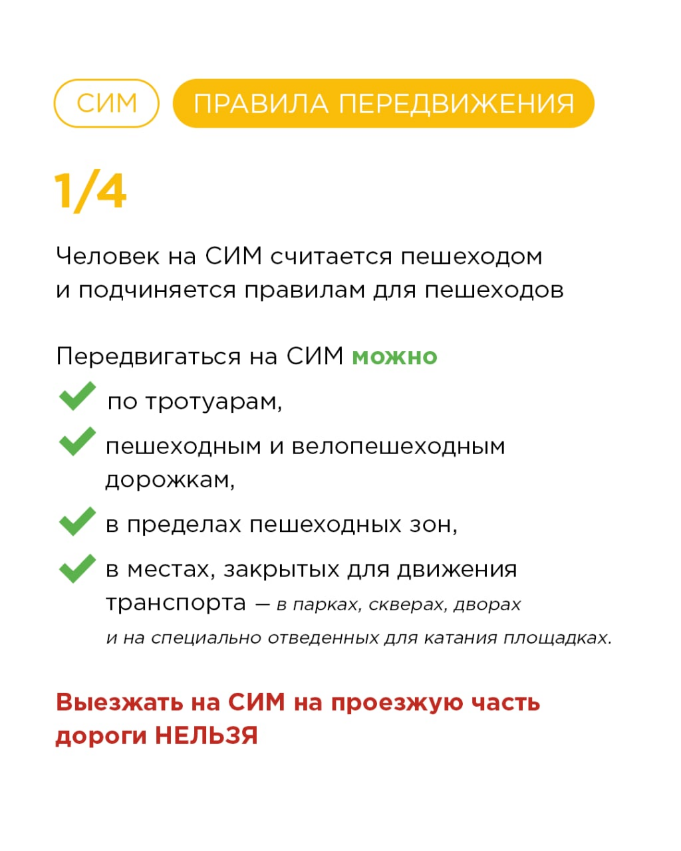 СИМ ПРАВИЛА ПЕРЕДВИЖЕНИЯ
1/4
Человек на СИМ считается пешеходом
и подчиняется правилам для пешеходов
Передвигаться на СИМ можно
по тротуарам,
пешеходным и велопешеходным
дорожкам,
в пределах пешеходных зон,
в местах, закрытых для движения
транспорта — в парках, скверах, дворах
и на специально отведенных для катания площадках.
Выезжать на СИМ на проезжую часть
дороги НЕЛЬЗЯ